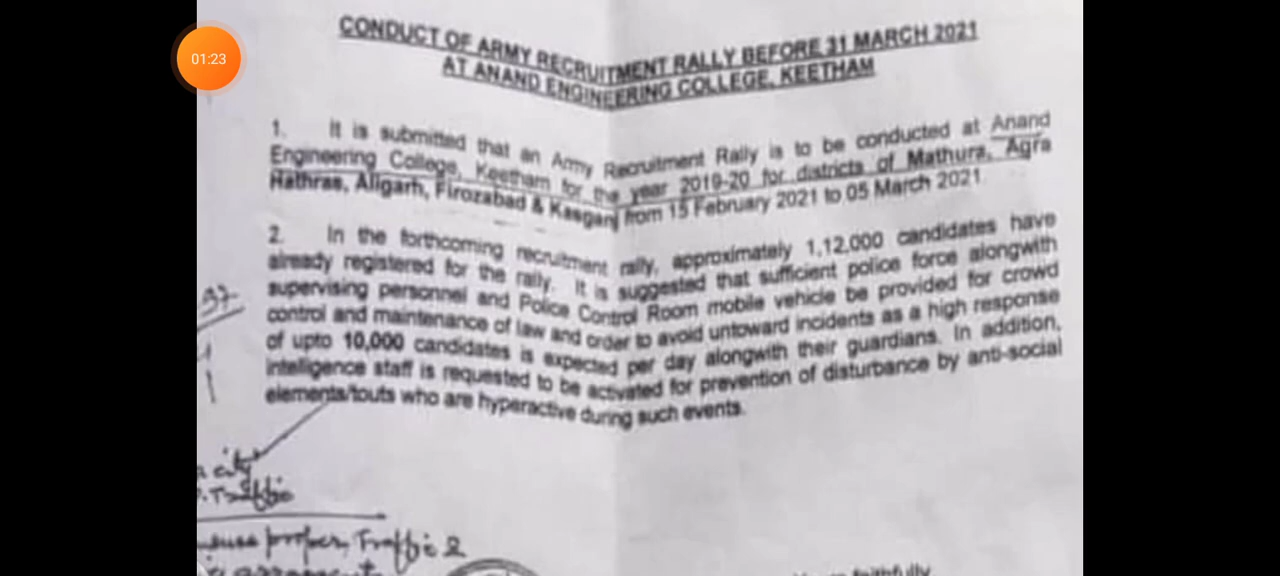 01:23
CONDUCT OF ARMY RECRUITMENT RALLY BEFORE 31 MARCH 2021
AT ANAND ENGINEERING COLLEGE, KEETHAM
1. It is submitted that an Army Recruitment Rally is to be conducted at Anand
Engineering College, Keetham for the year 2019-20 for districts of Mathura, Agra
Hathras, Aligarh, Firozabad & Kasganj from 15 February 2021 to 05 March 2021.
2. In the forthcoming recruitment rally, approximately 1,12,000 candidates have
already registered for the rally. It is suggested that sufficient police force alongwith
supervising personnel and Police Control Room mobile vehicle be provided for crowd
control and maintenance of law and order to avoid untoward incidents as a high response
of upto 10,000 candidates is expected per day alongwith their guardians. In addition,
intelligence staff is requested to be activated for prevention of disturbance by anti-social
elements/touts who are hyperactive during such events.
city
Traffic
proper Traffic &
faithfully